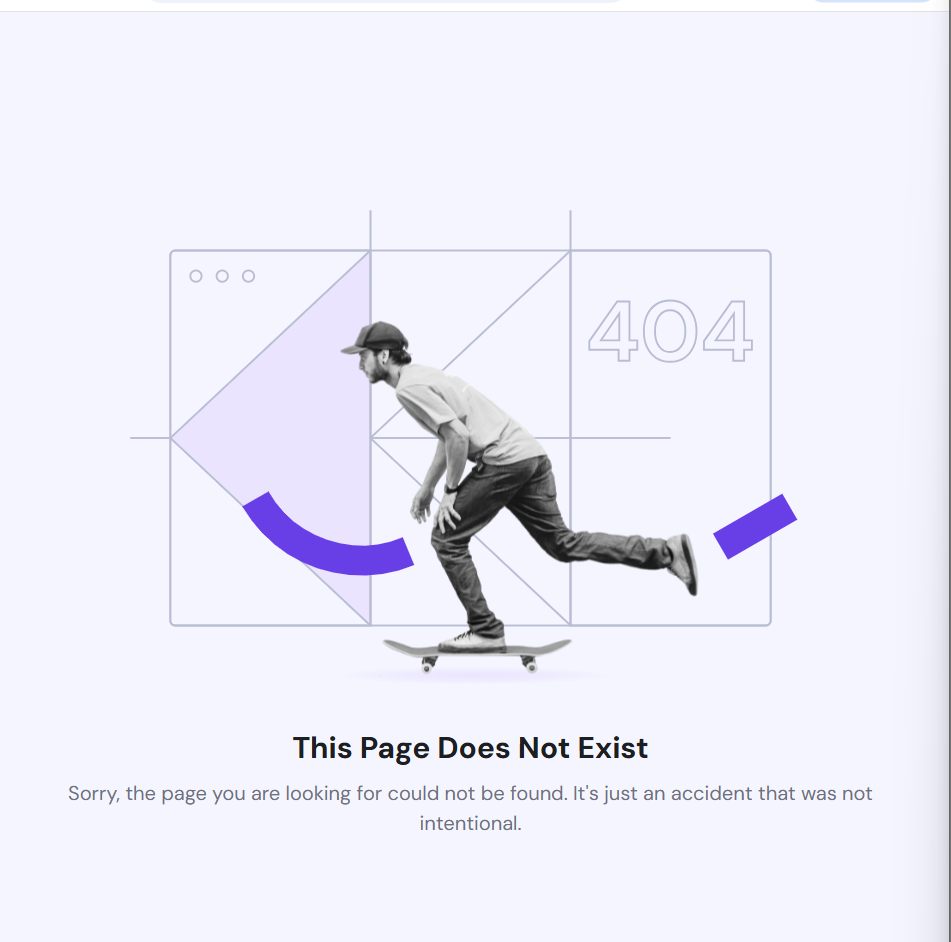 404
This Page Does Not Exist
Sorry, the page you are looking for could not be found. It's just an accident that was not
intentional.